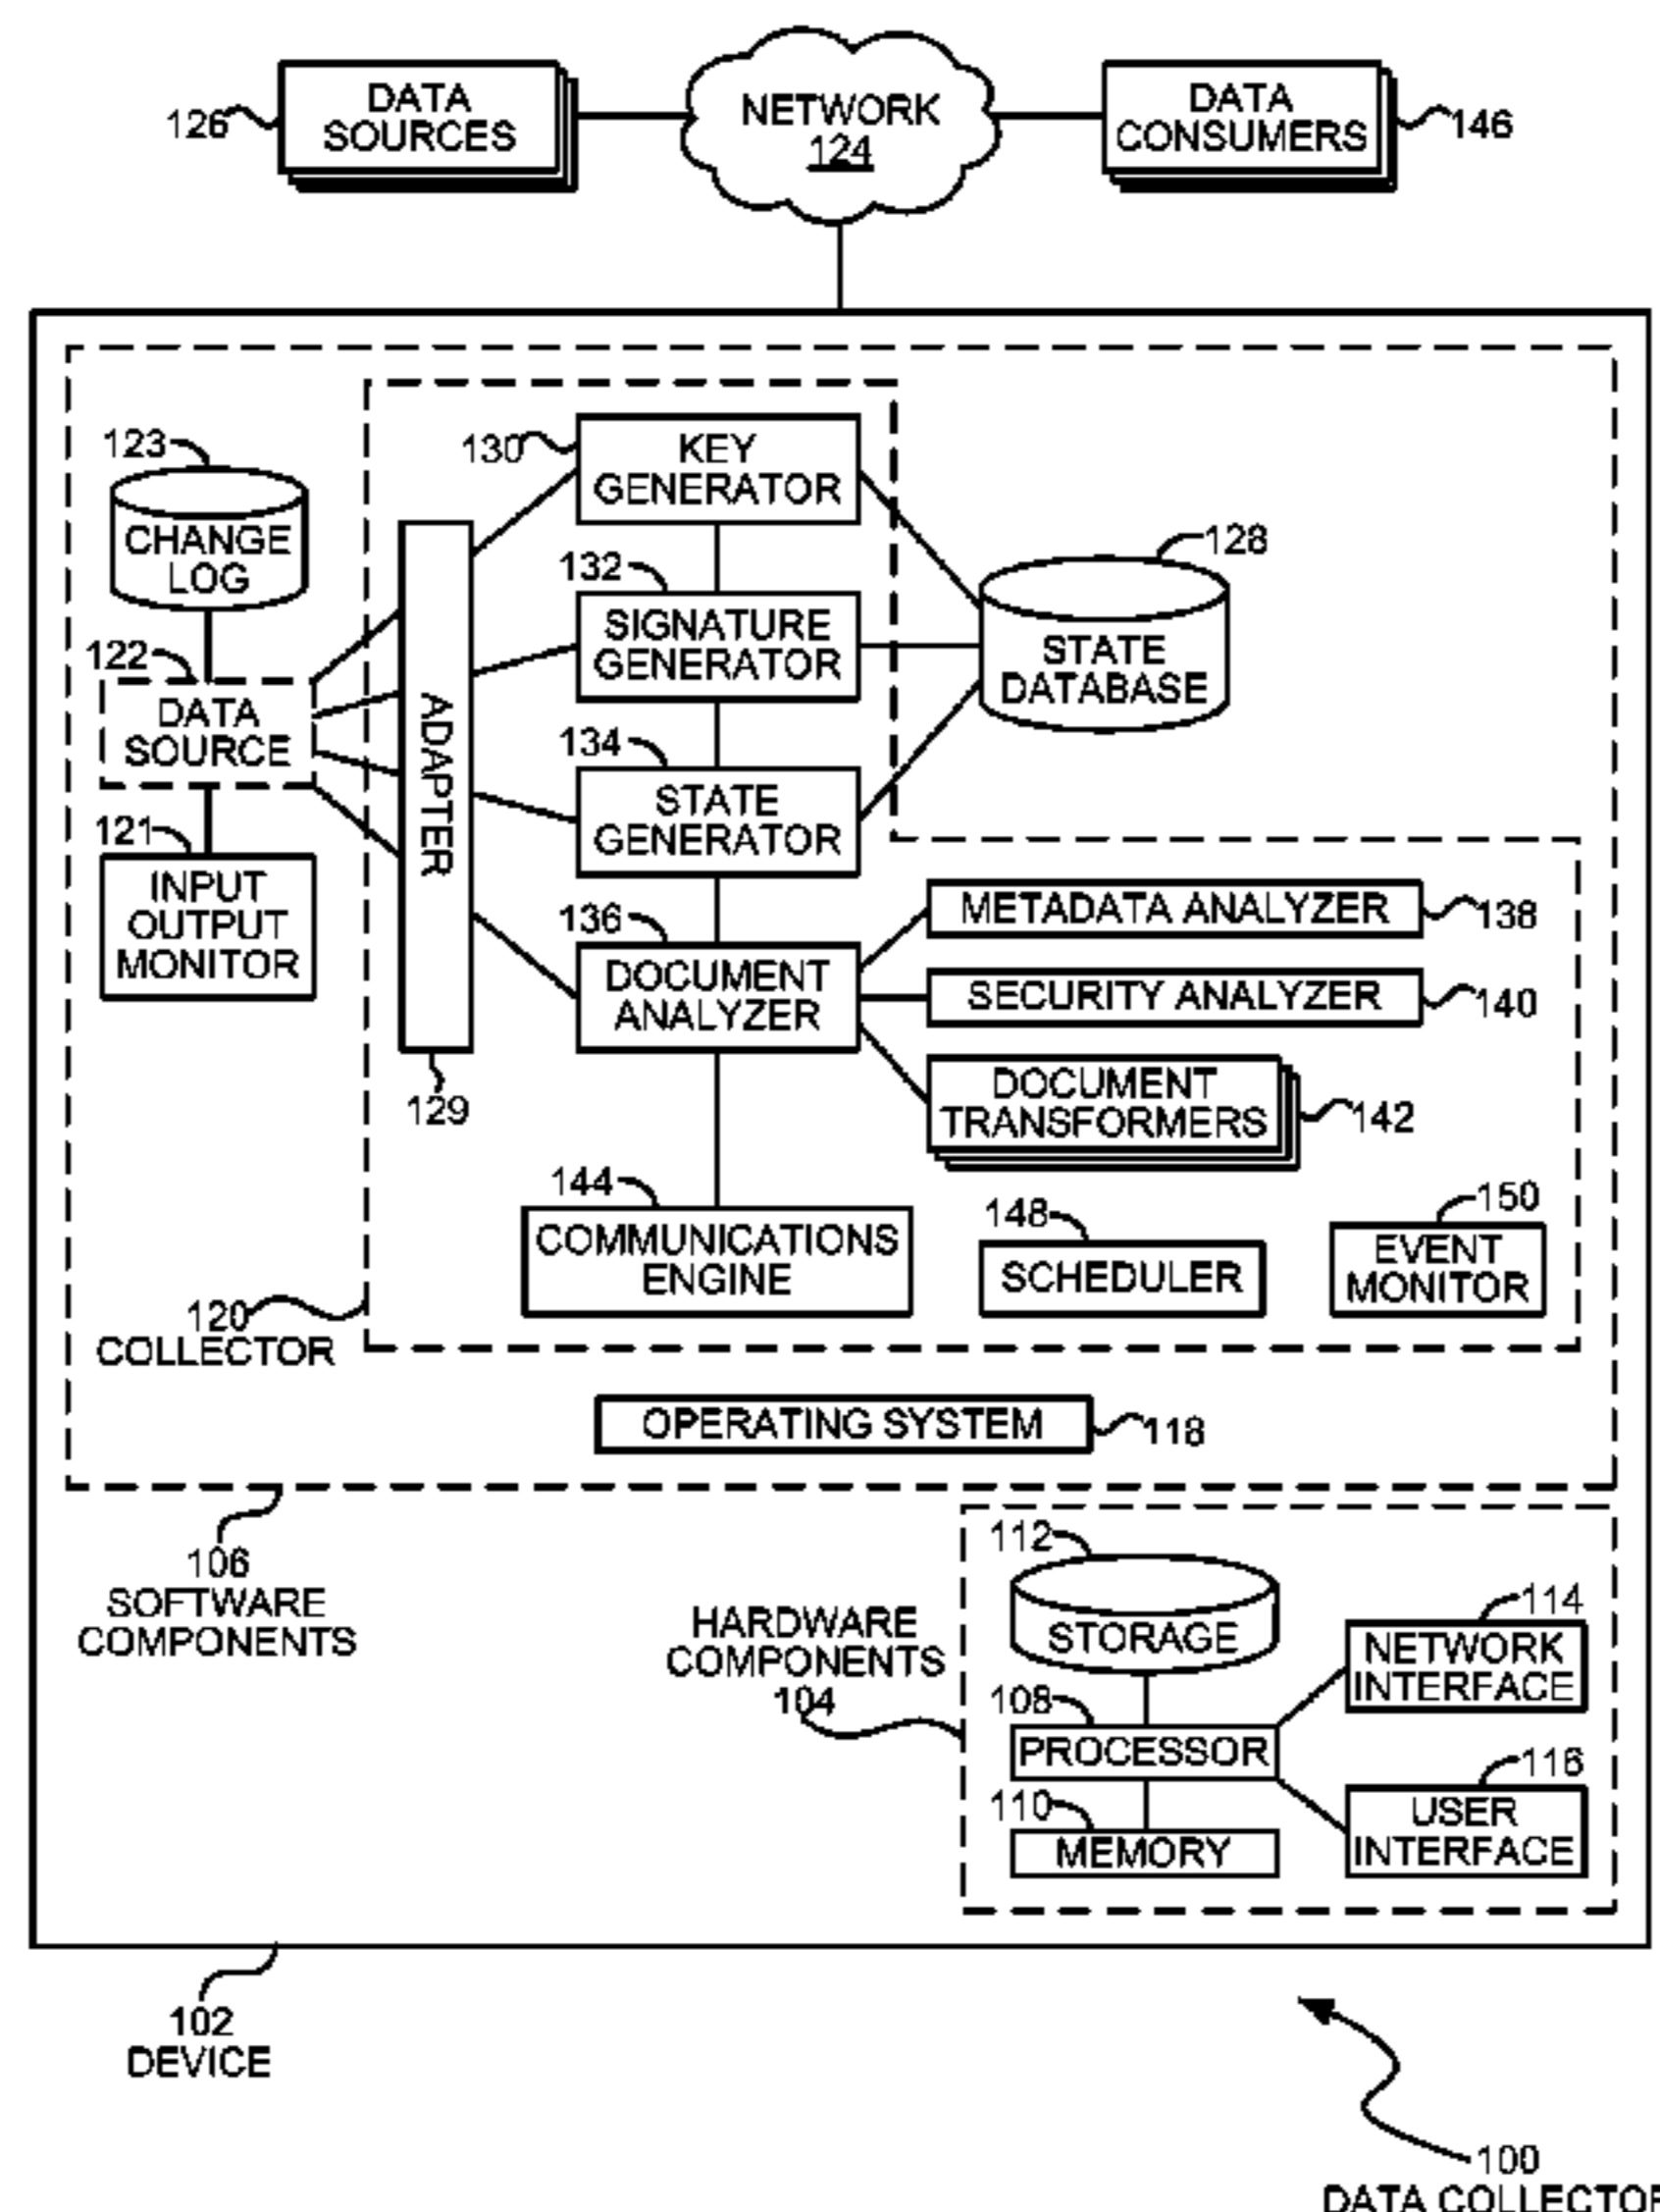 126
DATA
SOURCES
NETWORK
124
DATA
CONSUMERS
146
123
CHANGE
LOG
122
DATA
SOURCE
121
INPUT
OUTPUT
MONITOR
ADAPTER
129
130
KEY
GENERATOR
132
SIGNATURE
GENERATOR
134
STATE
GENERATOR
136
DOCUMENT
ANALYZER
128
STATE
DATABASE
METADATA ANALYZER
138
SECURITY ANALYZER
140
DOCUMENT
TRANSFORMERS
142
144
COMMUNICATIONS
ENGINE
148
SCHEDULER
150
EVENT
MONITOR
120
COLLECTOR
OPERATING SYSTEM
118
106
SOFTWARE
COMPONENTS
HARDWARE
COMPONENTS
104
112
STORAGE
108
PROCESSOR
110
MEMORY
114
NETWORK
INTERFACE
116
USER
INTERFACE
102
DEVICE
100
DATA COLLECTOR